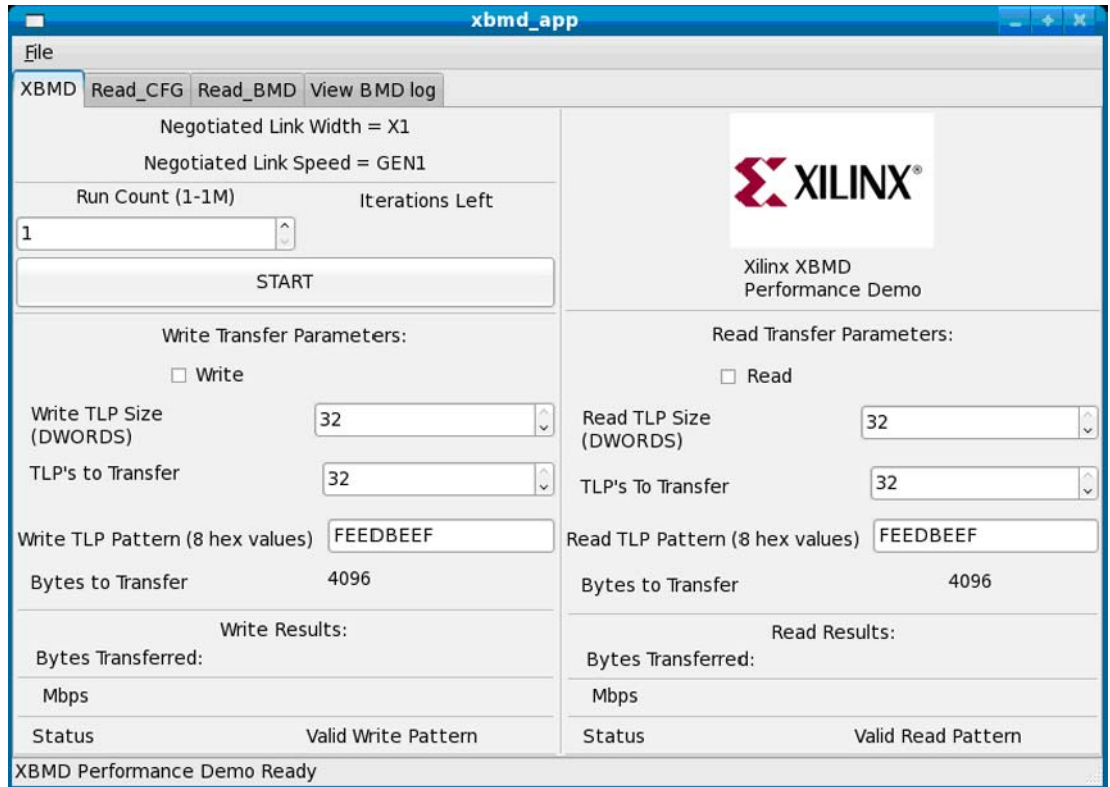 xbmd_app
File
XBMD Read_CFG Read_BMD View BMD log
Negotiated Link Width = X1
Negotiated Link Speed = GEN1
Run Count (1-1M) Iterations Left
1
START
XILINX®
Xilinx XBMD
Performance Demo
Write Transfer Parameters:
Write
Write TLP Size
(DWORDS)
32
TLP's to Transfer 32
Write TLP Pattern (8 hex values) FEEDBEEF
Bytes to Transfer 4096
Write Results:
Bytes Transferred:
Mbps
Status Valid Write Pattern
Read Transfer Parameters:
Read
Read TLP Size
(DWORDS)
32
TLP's To Transfer 32
Read TLP Pattern (8 hex values) FEEDBEEF
Bytes to Transfer 4096
Read Results:
Bytes Transferred:
Mbps
Status Valid Read Pattern
XBMD Performance Demo Ready